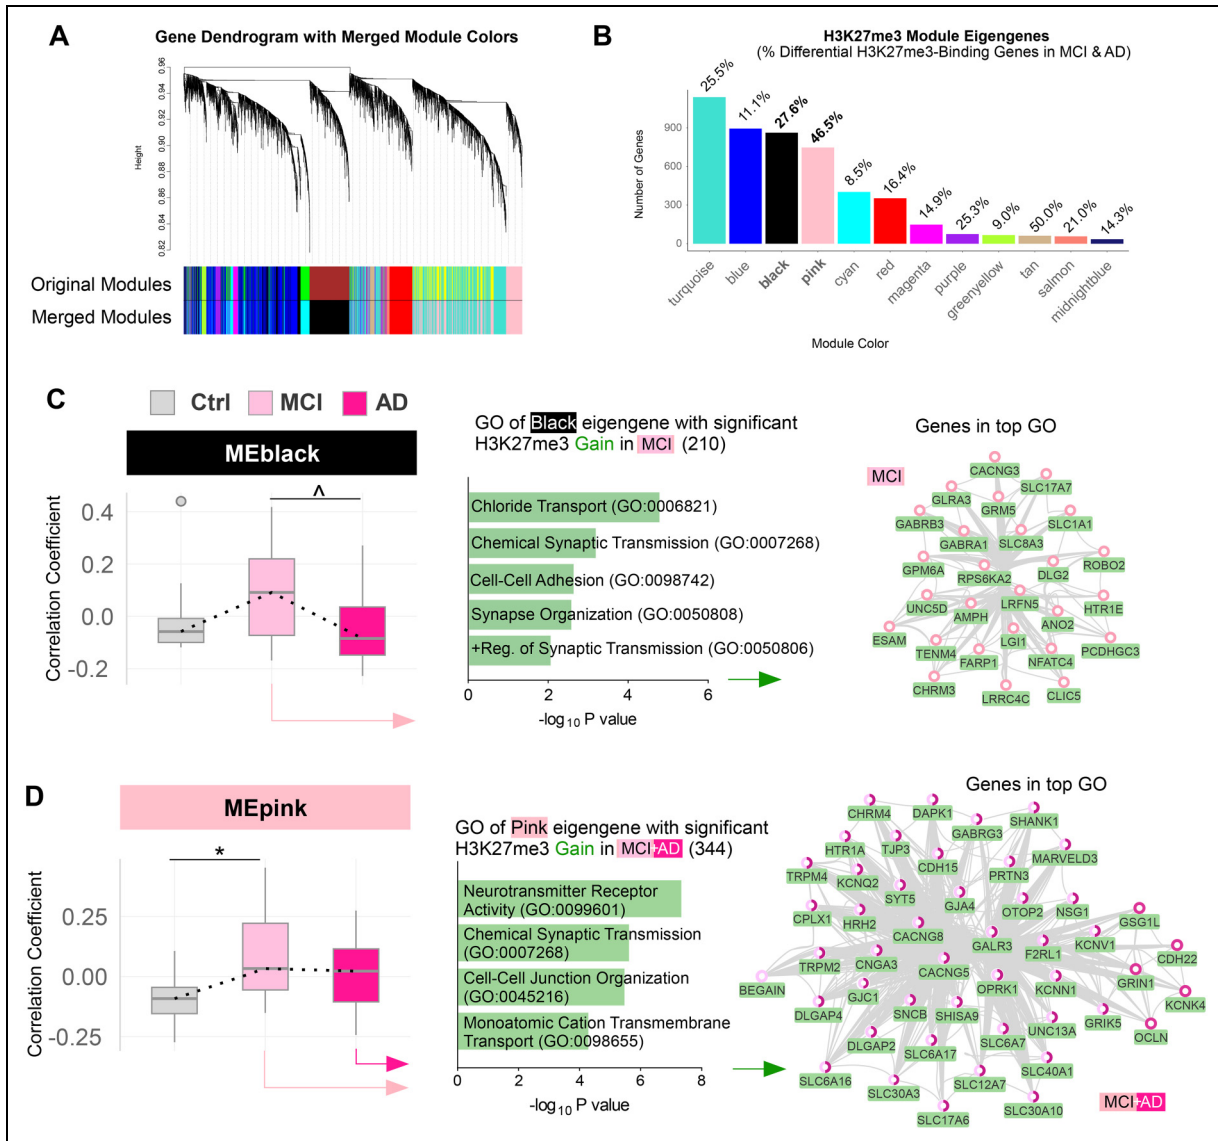 A
Gene Dendrogram with Merged Module Colors
Height
0.96
0.94
0.92
0.90
0.88
0.86
0.84
0.82
Original Modules
Merged Modules
B
H3K27me3 Module Eigengenes
(% Differential H3K27me3-Binding Genes in MCI & AD)
Number of Genes
900
600
300
0
25.5%
11.1%
27.6%
46.5%
8.5%
16.4%
14.9%
25.3%
9.0%
50.0%
21.0%
14.3%
turquoise
blue
black
pink
cyan
red
magenta
purple
greenyellow
tan
salmon
midnightblue
Module Color
C
Ctrl MCI AD
MEblack
^
Correlation Coefficient
0.4
0.2
0.0
-0.2
GO of Black eigengene with significant
H3K27me3 Gain in MCI (210)
Chloride Transport (GO:0006821)
Chemical Synaptic Transmission (GO:0007268)
Cell-Cell Adhesion (GO:0098742)
Synapse Organization (GO:0050808)
+Reg. of Synaptic Transmission (GO:0050806)
0 2 4 6
-log10 P value
Genes in top GO
MCI
CACNG3
SLC17A7
GLRA3
GRM5
GABRB3
SLC1A1
GABRA1
SLC8A3
GPM6A
ROBO2
RPS6KA2
DLG2
UNC5D
LRFN5
HTR1E
AMPH
ANO2
ESAM
LGI1
TENM4
PCDHGC3
FARP1
NFATC4
CHRM3
LRRC4C
CLIC5
D
MEpink
*
Correlation Coefficient
0.25
0.00
-0.25
GO of Pink eigengene with significant
H3K27me3 Gain in MCI+AD (344)
Neurotransmitter Receptor
Activity (GO:0099601)
Chemical Synaptic Transmission
(GO:0007268)
Cell-Cell Junction Organization
(GO:0045216)
Monoatomic Cation Transmembrane
Transport (GO:0098655)
0 2 4 6 8
-log10 P value
Genes in top GO
CHRM4
DAPK1
GABRG3
SHANK1
HTR1A
TJP3
CDH15
MARVELD3
TRPM4
KCNQ2
PRTN3
SYT5
GJA4
OTOP2
NSG1
CPLX1
HRH2
GSG1L
CACNG8
GALR3
F2RL1
KCNV1
CDH22
TRPM2
CNGA3
CACNG5
BEGAIN
OPRK1
KCNN1
GRIN1
GJC1
KCNK4
DLGAP4
SNCB
SHISA9
UNC13A
GRIK5
OCLN
DLGAP2
SLC6A17
SLC6A7
SLC6A16
SLC40A1
SLC30A3
SLC12A7
SLC17A6
SLC30A10
MCI+AD